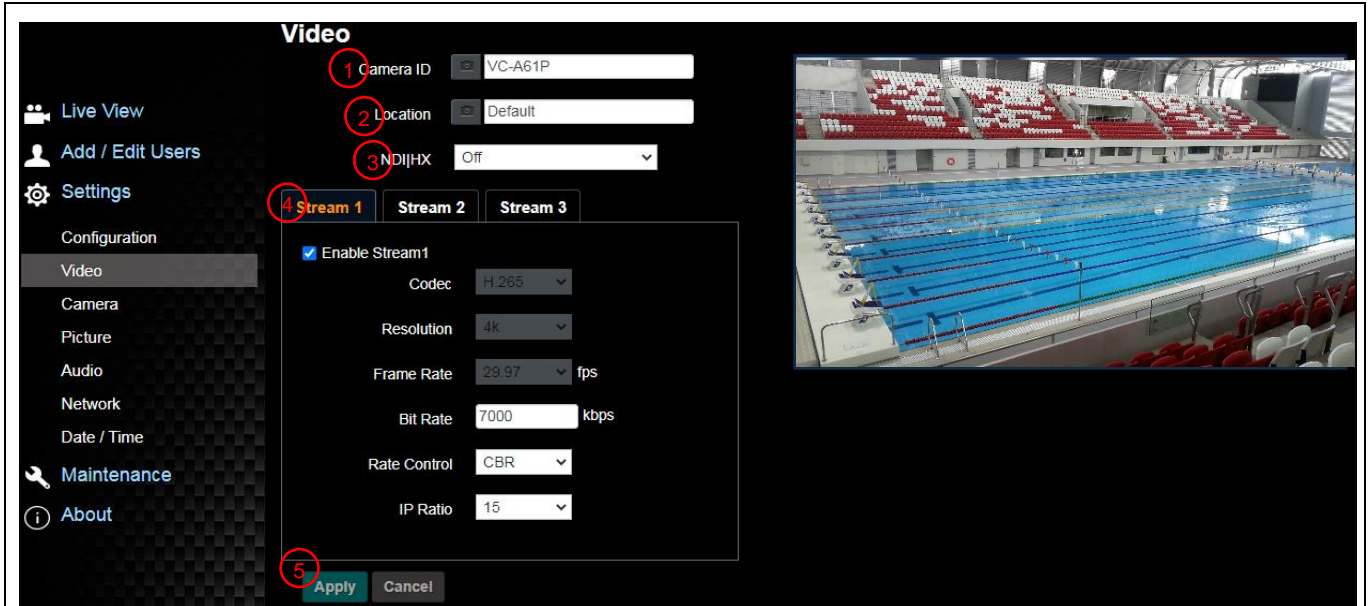 Video
1 Camera ID VC-A61P
2 Location Default
3 NDI|HX Off
Live View
Add / Edit Users
Settings
Configuration
Video
Camera
Picture
Audio
Network
Date / Time
Maintenance
About
4 Stream 1 Stream 2 Stream 3
Enable Stream1
Codec H.265
Resolution 4k
Frame Rate 29.97 fps
Bit Rate 7000 kbps
Rate Control CBR
IP Ratio 15
5 Apply Cancel